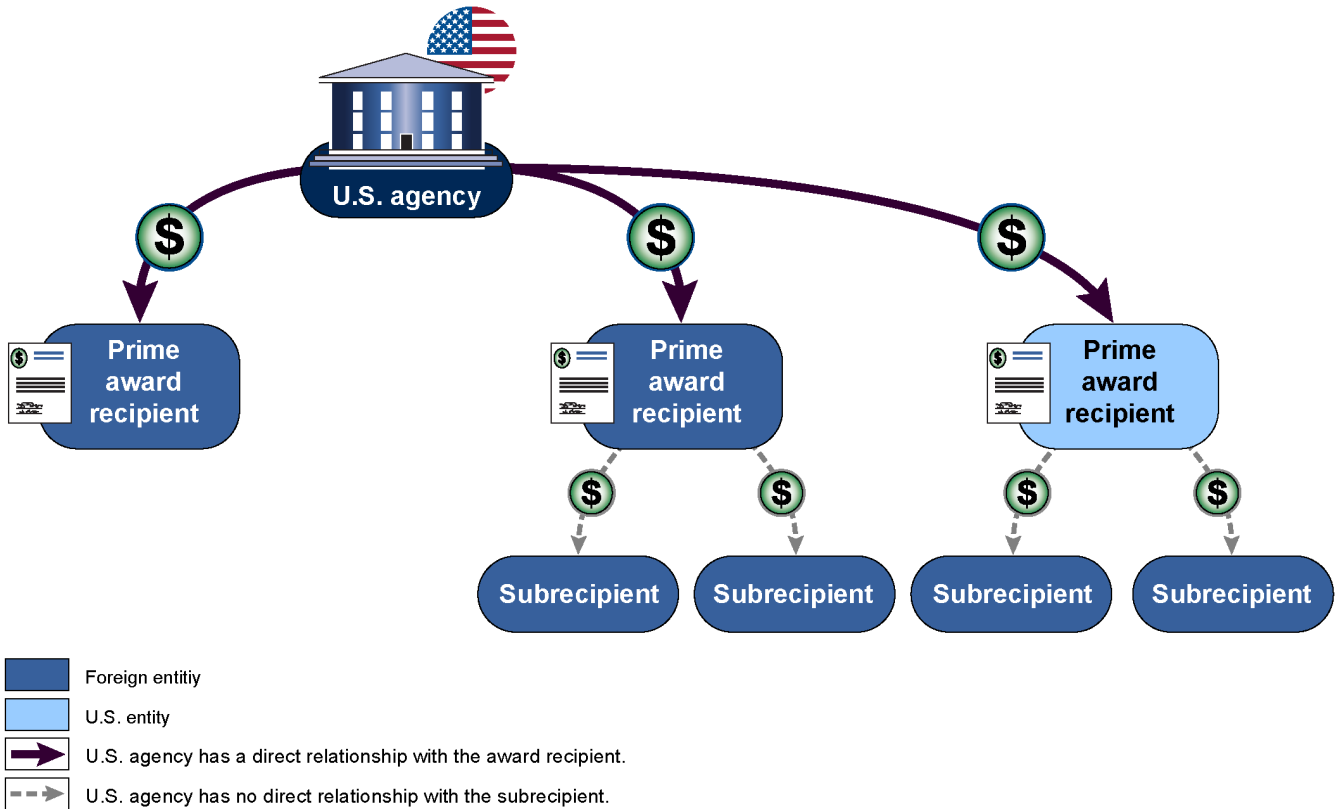 U.S. agency
$
$
$
Prime
award
recipient
$
Prime
award
recipient
$
Prime
award
recipient
$
$
$
$
$
Subrecipient
Subrecipient
Subrecipient
Subrecipient
Foreign entitiy
U.S. entity
U.S. agency has a direct relationship with the award recipient.
U.S. agency has no direct relationship with the subrecipient.